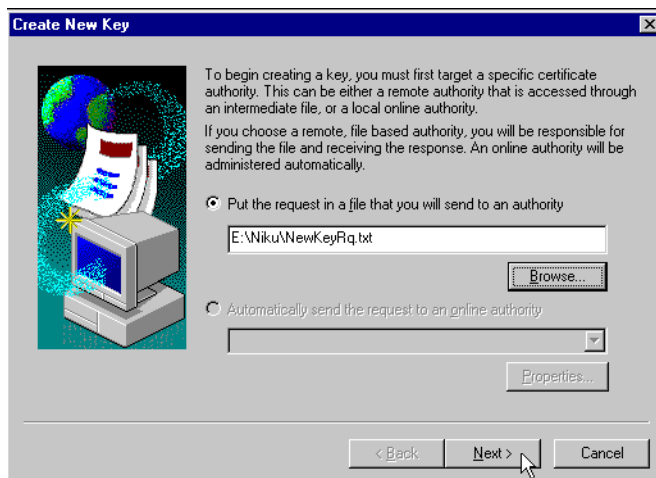 Create New Key
To begin creating a key, you must first target a specific certificate
authority. This can be either a remote authority that is accessed through
an intermediate file, or a local online authority.
If you choose a remote, file based authority, you will be responsible for
sending the file and receiving the response. An online authority will be
administered automatically.
Put the request in a file that you will send to an authority
E:\Niku\NewKeyRq.txt
Browse...
Automatically send the request to an online authority
Properties...
< Back
Next >
Cancel